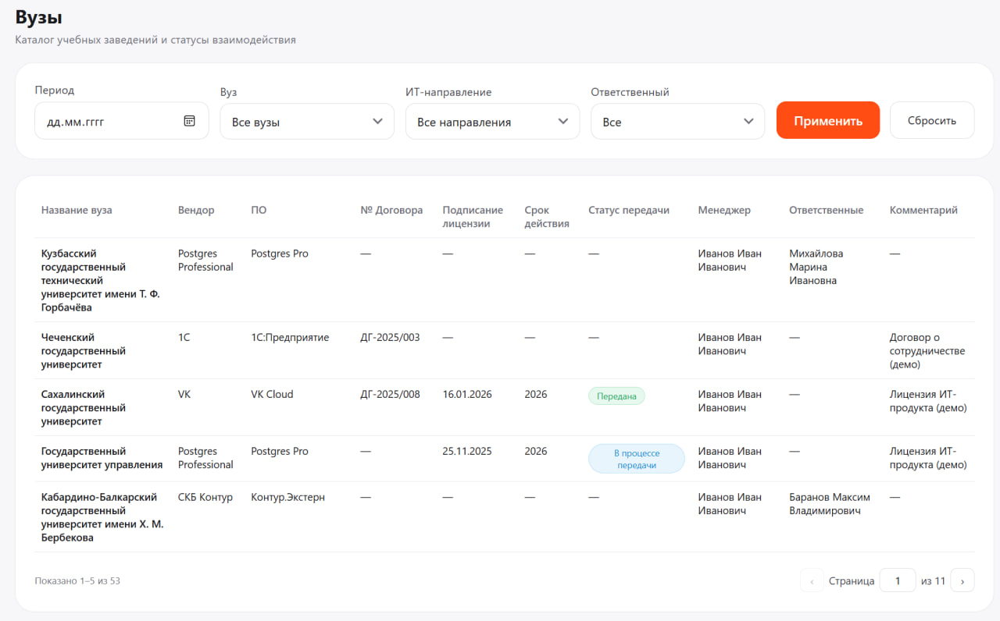 Вузы
Каталог учебных заведений и статусы взаимодействия
Период
дд.мм.гггг
Вуз
Все вузы
ИТ-направление
Все направления
Ответственный
Все
Применить
Сбросить
Название вуза
Вендор
ПО
№ Договора
Подписание
лицензии
Срок
действия
Статус передачи
Менеджер
Ответственные
Комментарий
Кузбасский
государственный
технический
университет имени Т. Ф.
Горбачёва
Postgres
Professional
Postgres Pro
—
—
—
—
Иванов Иван
Иванович
Михайлова
Марина
Ивановна
—
Чеченский
государственный
университет
1С
1С:Предприятие
ДГ-2025/003
—
—
—
Иванов Иван
Иванович
—
Договор о
сотрудничестве
(демо)
Сахалинский
государственный
университет
VK
VK Cloud
ДГ-2025/008
16.01.2026
2026
Передана
Иванов Иван
Иванович
—
Лицензия ИТ-
продукта (демо)
Государственный
университет управления
Postgres
Professional
Postgres Pro
—
25.11.2025
2026
В процессе
передачи
Иванов Иван
Иванович
—
Лицензия ИТ-
продукта (демо)
Кабардино-Балкарский
государственный
университет имени Х. М.
Бербекова
СКБ Контур
Контур.Экстерн
—
—
—
—
Иванов Иван
Иванович
Баранов Максим
Владимирович
—
Показано 1–5 из 53
‹
Страница
1
из 11
›